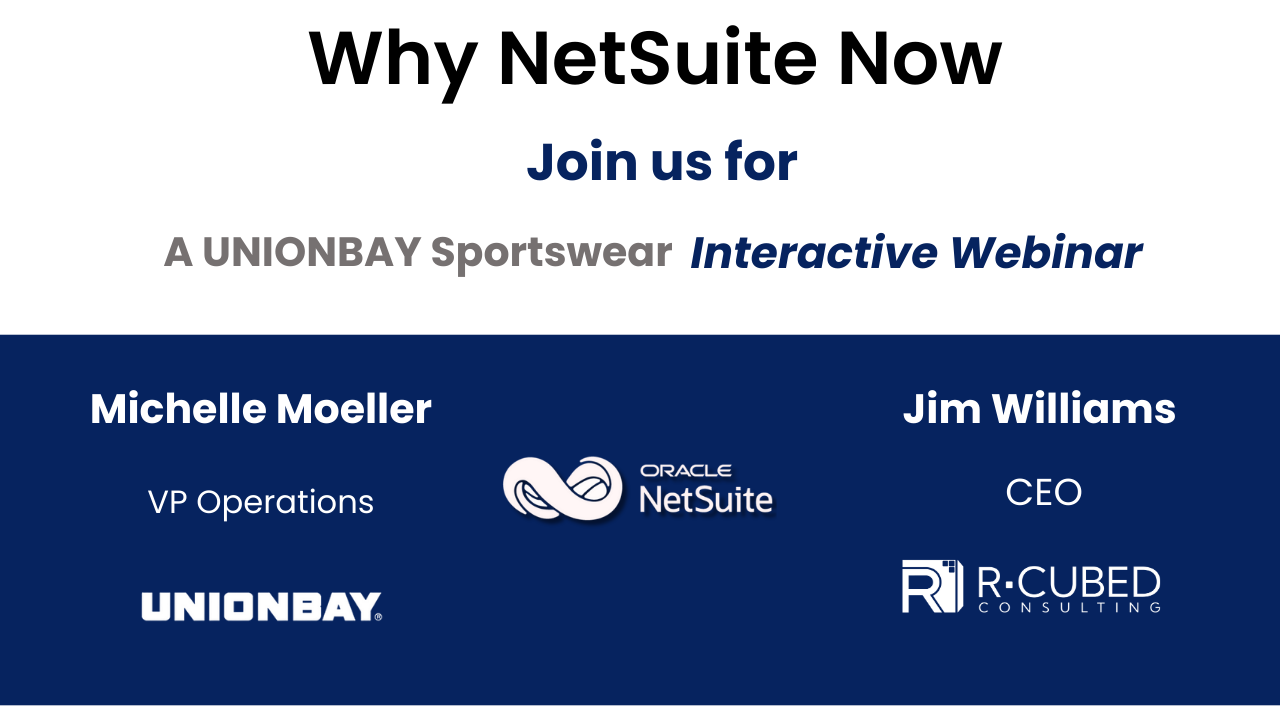 Why NetSuite Now
Join us for
A UNIONBAY Sportswear Interactive Webinar
Michelle Moeller
VP Operations
UNIONBAY®
ORACLE
NetSuite
Jim Williams
CEO
R·CUBED
CONSULTING